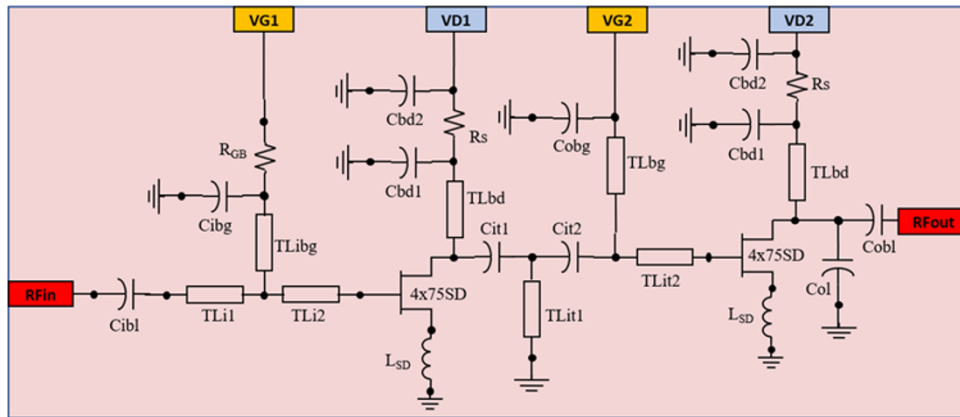 VG1
VD1
VG2
VD2
Cbd2
Rs
Cbd1
TLbd
RGB
Cibg
TLibg
Cobg
TLbg
Cbd2
Rs
Cbd1
TLbd
Cit1
Cit2
4x75SD
4x75SD
RFin
Cibl
TLi1
TLi2
LSD
TLit1
TLit2
LSD
Col
Cobl
RFout